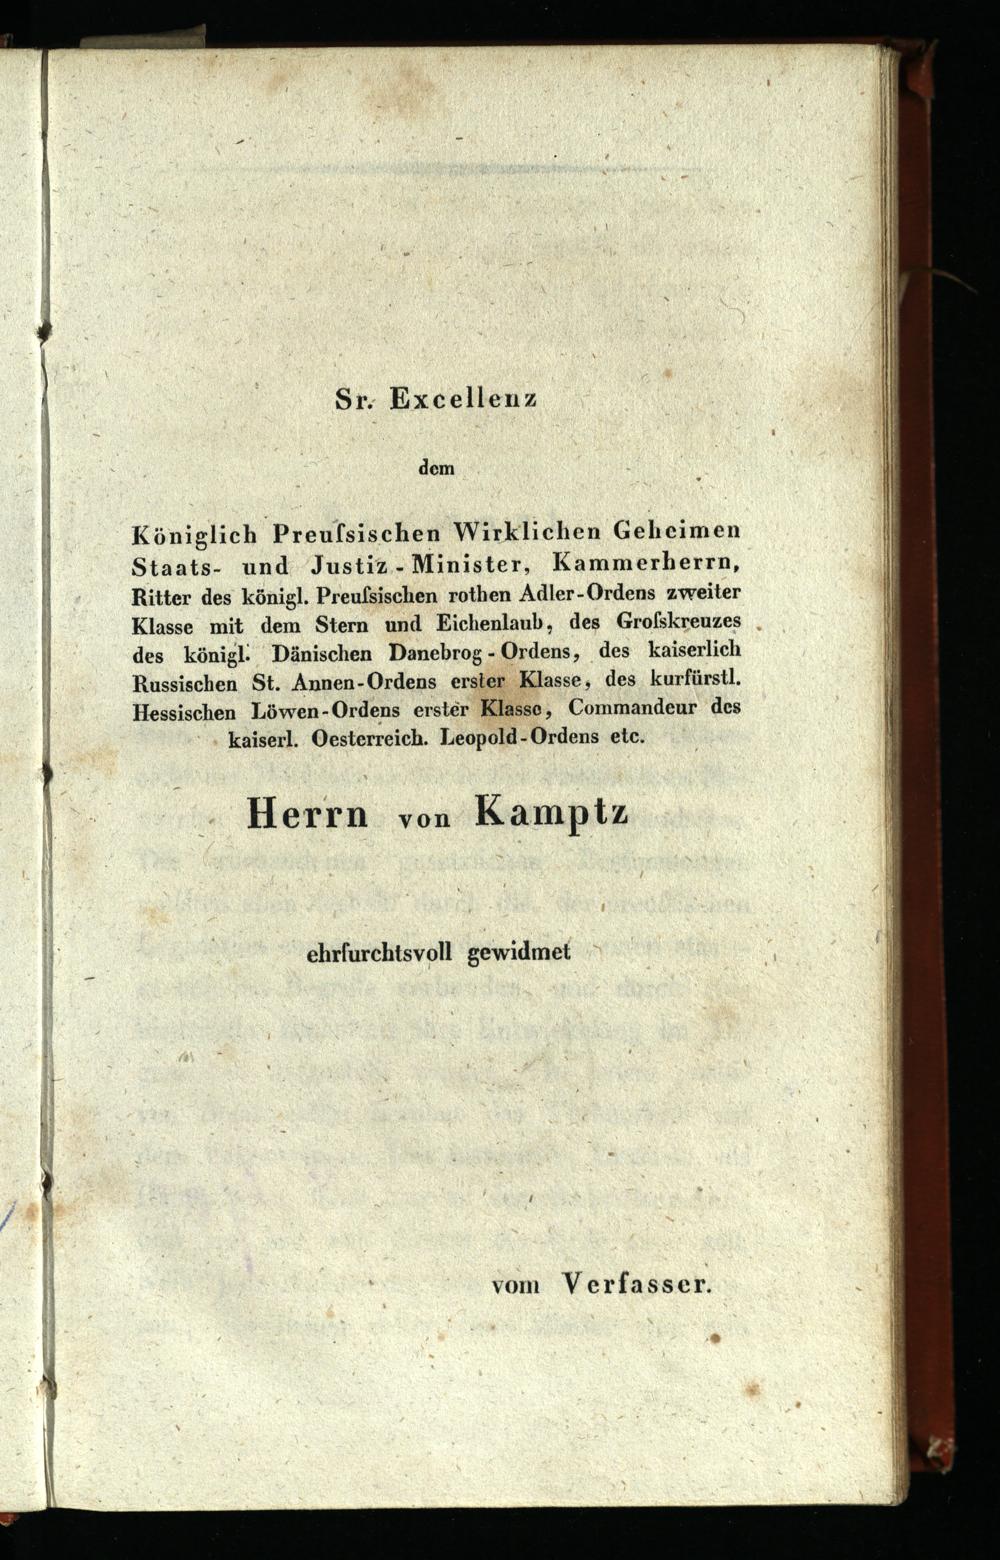 Sr. Excellenz
dem
Königlich Preuſsischen Wirklichen Geheimen
Staats- und Justiz-Minister, Kammerherrn,
Ritter des königl. Preuſsischen rothen Adler-Ordens zweiter
Klasse mit dem Stern und Eichenlaub, des Groſskreuzes
des königl. Dänischen Danebrog-Ordens, des kaiserlich
Russischen St. Annen-Ordens erster Klasse, des kurfürstl.
Hessischen Löwen-Ordens erster Klasse, Commandeur des
kaiserl. Oesterreich. Leopold-Ordens etc.
Herrn von Kamptz
ehrfurchtsvoll gewidmet
vom Verfasser.